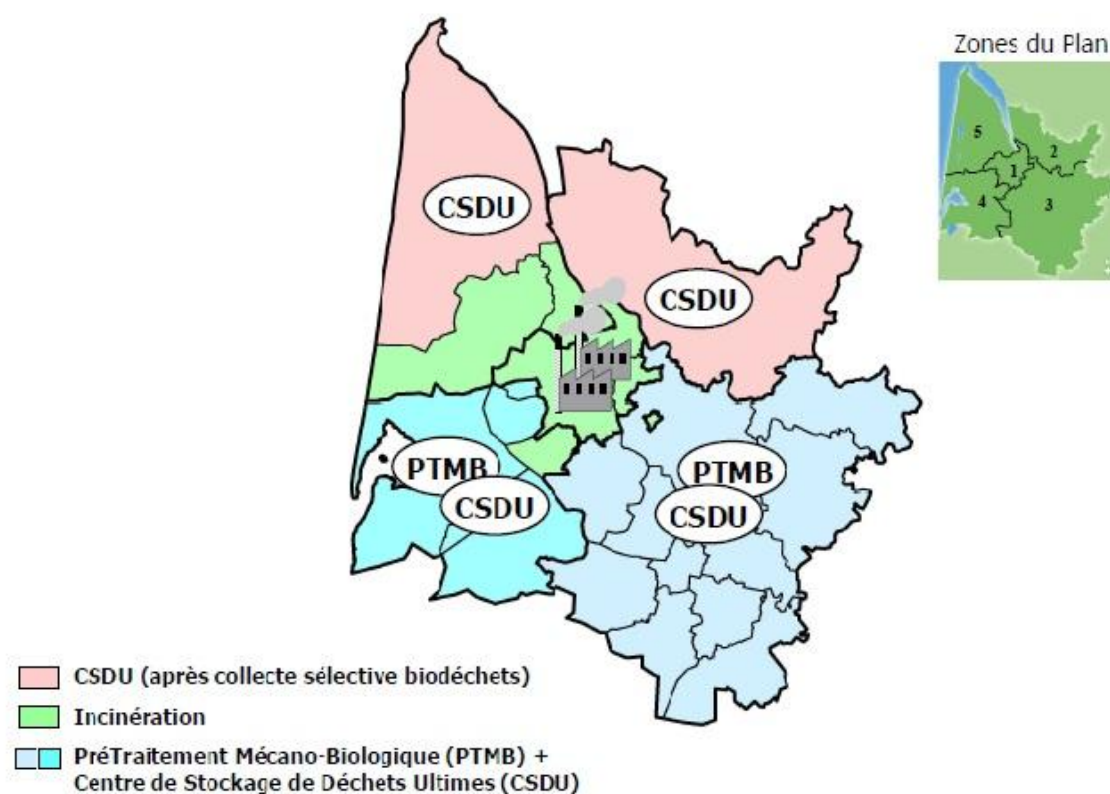 Zones du Plan
5
2
1
4
3
CSDU
CSDU
PTMB
CSDU
PTMB
CSDU
CSDU (après collecte sélective biodéchets)
Incinération
PréTraitement Mécano-Biologique (PTMB) +
Centre de Stockage de Déchets Ultimes (CSDU)